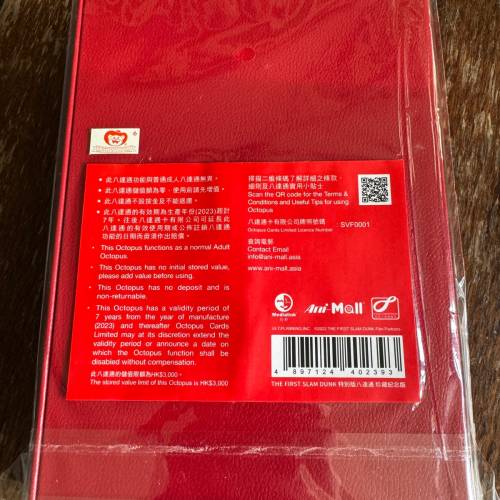 • 此八達通功能與普通成人八達通無異。
• 此八達通儲值額為零，使用前請先增值。
• 此八達通不設按金及不能退還。
• 此八達通的有效期為生產年份(2023)起計
7年，往後八達通卡有限公司可延長此
八達通的有效使用期或公佈註銷八達通
功能的日期而毋須作出賠償。
• This Octopus functions as a normal Adult
Octopus.
• This Octopus has no initial stored value,
please add value before using.
• This Octopus has no deposit and is
non-returnable.
• This Octopus has a validity period of
7 years from the year of manufacture
(2023) and thereafter Octopus Cards
Limited may at its discretion extend the
validity period or announce a date on
which the Octopus function shall be
disabled without compensation.
此八達通的儲值限額為HK$3,000。
The stored value limit of this Octopus is HK$3,000
掃描二維條碼了解詳細之條款、
細則及八達通實用小貼士
Scan the QR code for the Terms &
Conditions and Useful Tips for using
Octopus
八達通卡有限公司牌照號碼
Octopus Cards Limited Licence Number
: SVF0001
查詢電郵
Contact Email
info@ani-mall.asia
www.ani-mall.asia
Medialink
Ani-Mall
I.T.PLANNING,INC. ©2022 THE FIRST SLAM DUNK Film Partners
4 897124 402393
THE FIRST SLAM DUNK 特別版八達通 珍藏紀念版